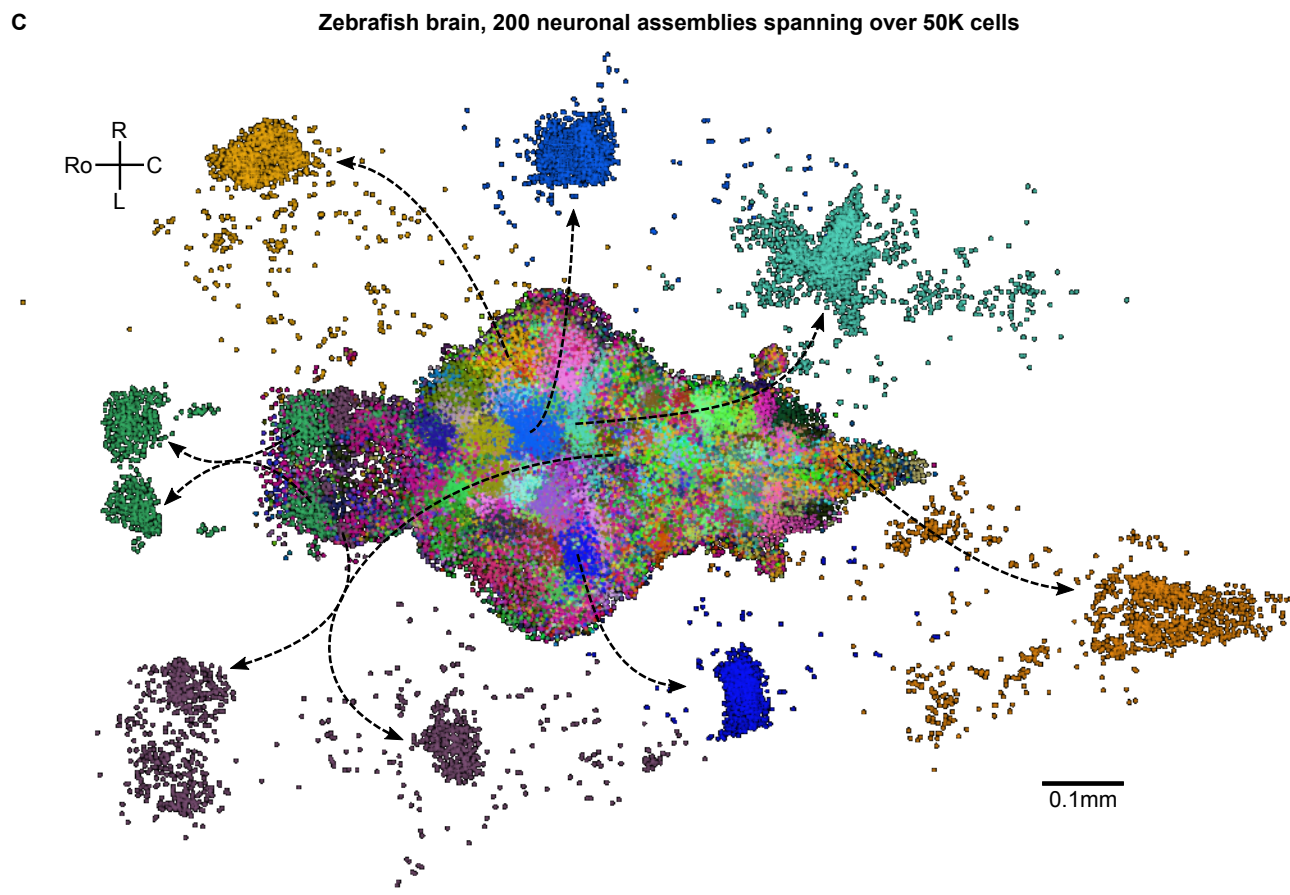 C
Zebrafish brain, 200 neuronal assemblies spanning over 50K cells
R
Ro C
L
0.1mm